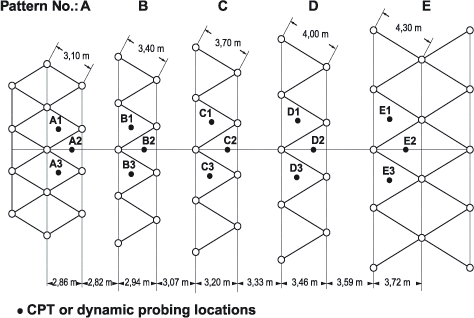 Pattern No.: A B C D E
3,10 m 3,40 m 3,70 m 4,00 m 4,30 m
A1 B1 C1 D1 E1
A2 B2 C2 D2 E2
A3 B3 C3 D3 E3
2,86 m 2,82 m 2,94 m 3,07 m 3,20 m 3,33 m 3,46 m 3,59 m 3,72 m
• CPT or dynamic probing locations